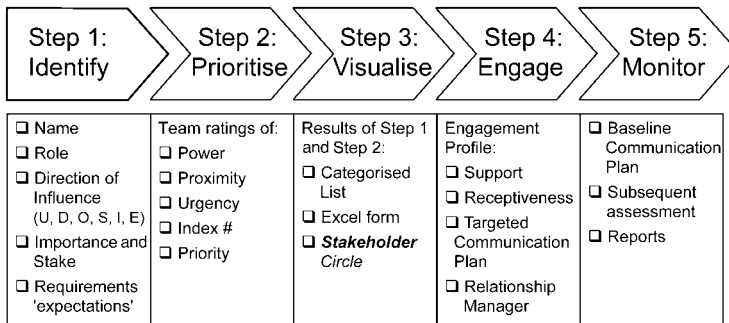 Step 1:
Identify
Step 2:
Prioritise
Step 3:
Visualise
Step 4:
Engage
Step 5:
Monitor
❑ Name
❑ Role
❑ Direction of
Influence
(U, D, O, S, I, E)
❑ Importance and
Stake
❑ Requirements
'expectations'
Team ratings of:
❑ Power
❑ Proximity
❑ Urgency
❑ Index #
❑ Priority
Results of Step 1
and Step 2:
❑ Categorised
List
❑ Excel form
❑ Stakeholder
Circle
Engagement
Profile:
❑ Support
❑ Receptiveness
❑ Targeted
Communication
Plan
❑ Relationship
Manager
❑ Baseline
Communication
Plan
❑ Subsequent
assessment
❑ Reports